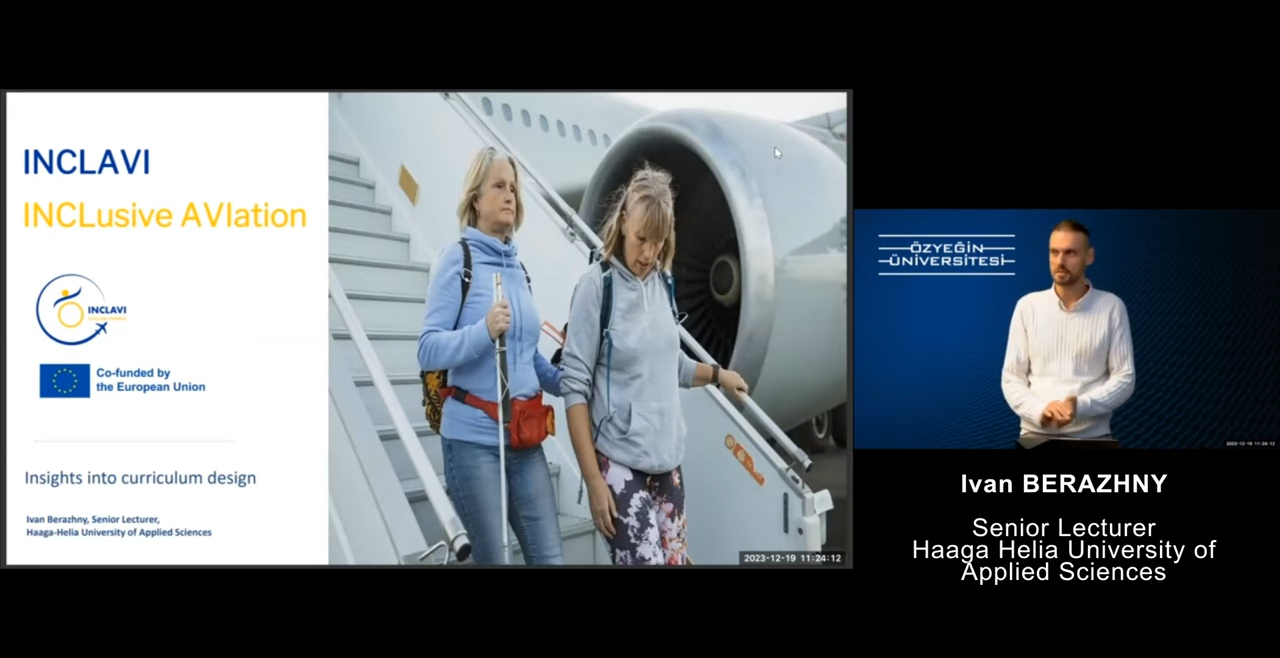 INCLAVI
INCLusive AVIation
INCLAVI
Co-funded by
the European Union
Insights into curriculum design
Ivan Berazhny, Senior Lecturer,
Haaga-Helia University of Applied Sciences
2023-12-19 11:24:12
ÖZYEĞİN
ÜNİVERSİTESİ
2023-12-19 11:24:12
Ivan BERAZHNY
Senior Lecturer
Haaga Helia University of
Applied Sciences